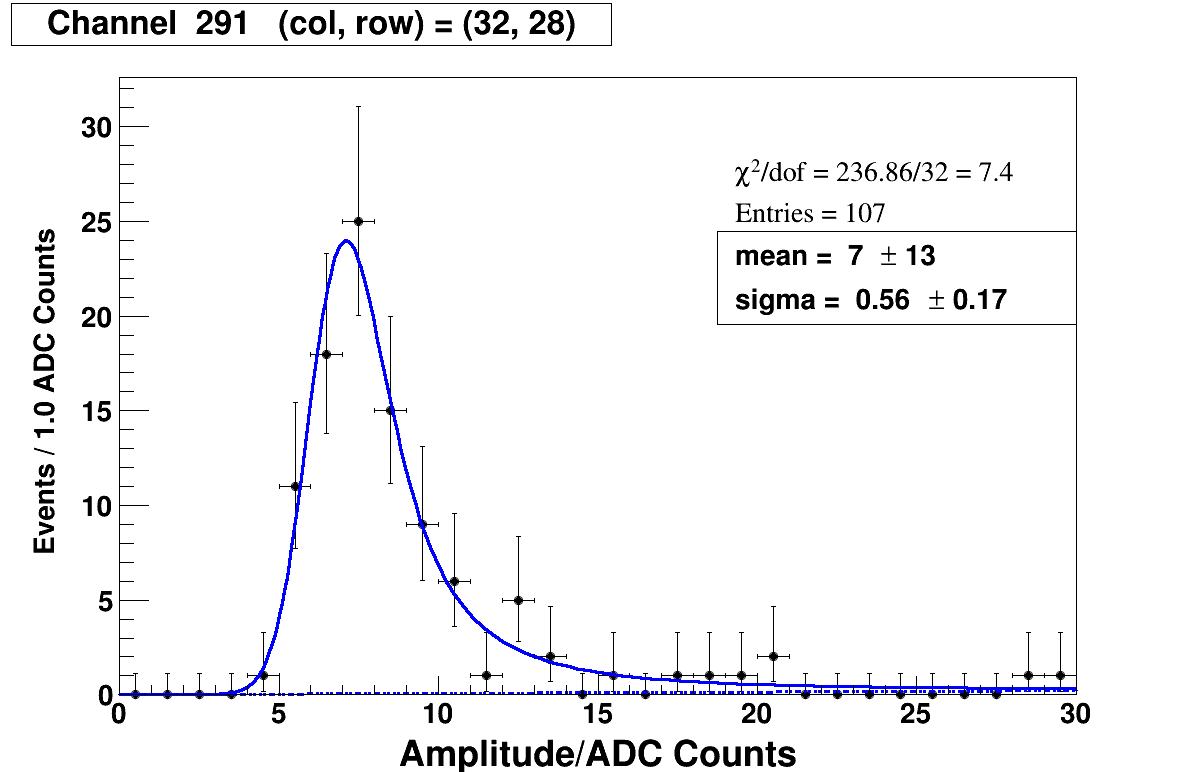 Channel 291 (col, row) = (32, 28)
χ²/dof = 236.86/32 = 7.4
Entries = 107
mean = 7 ± 13
sigma = 0.56 ± 0.17
Events / 1.0 ADC Counts
30
25
20
15
10
5
0
0 5 10 15 20 25 30
Amplitude/ADC Counts